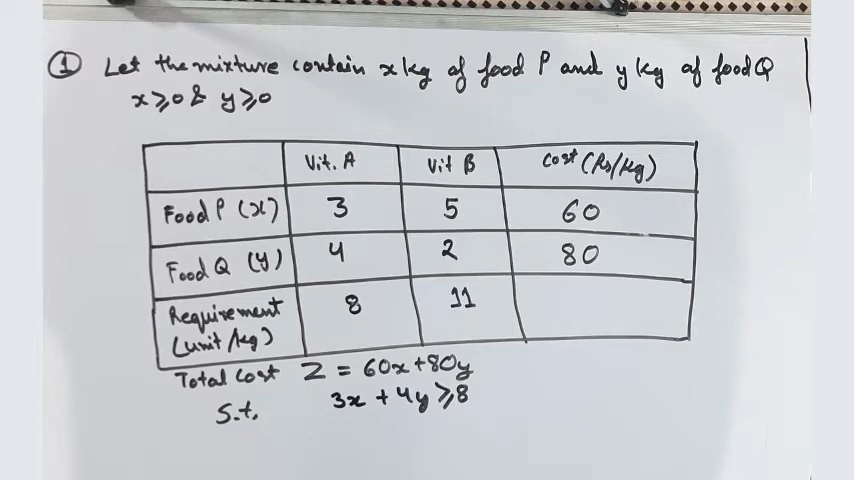 ① Let the mixture contain x kg of food P and y kg of food Q
x ≥ 0 & y ≥ 0
Vit. A Vit B Cost (Rs/kg)
Food P (x) 3 5 60
Food Q (y) 4 2 80
Requirement (unit/kg) 8 11
Total Cost Z = 60x + 80y
S.t. 3x + 4y ≥ 8